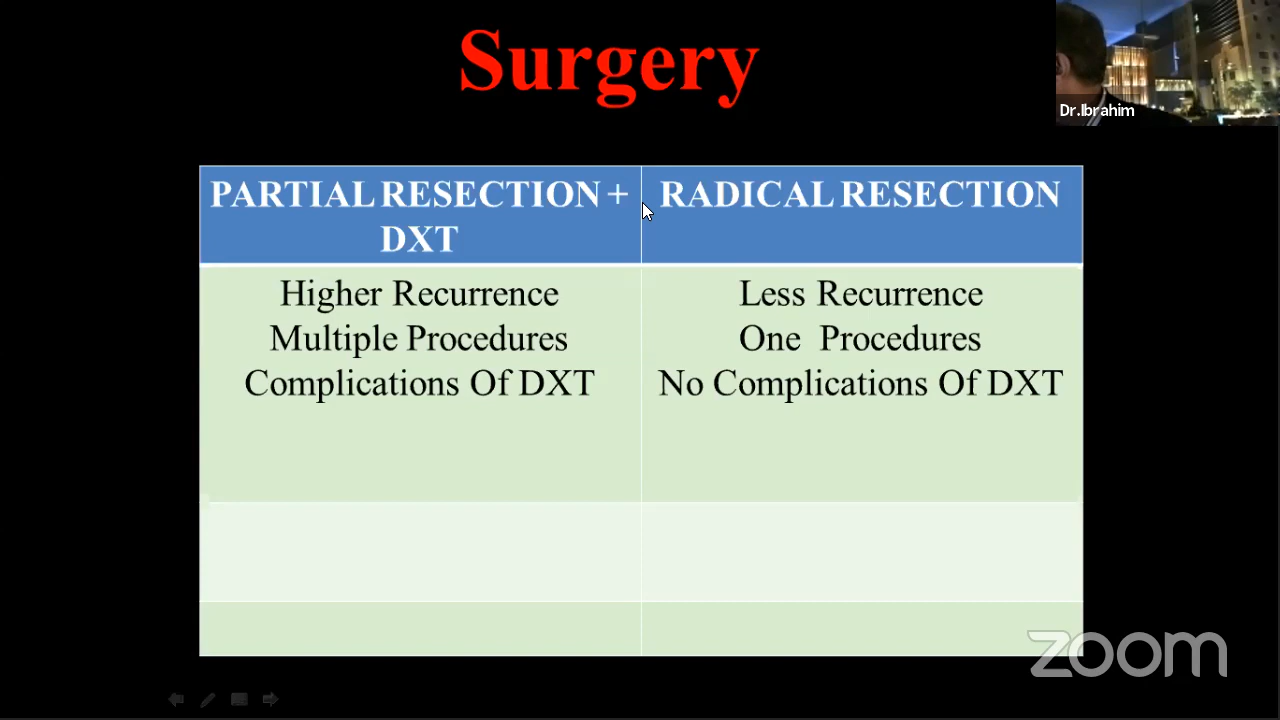 Surgery
Dr.Ibrahim
PARTIAL RESECTION +
DXT
RADICAL RESECTION
Higher Recurrence
Multiple Procedures
Complications Of DXT
Less Recurrence
One Procedures
No Complications Of DXT
zoom